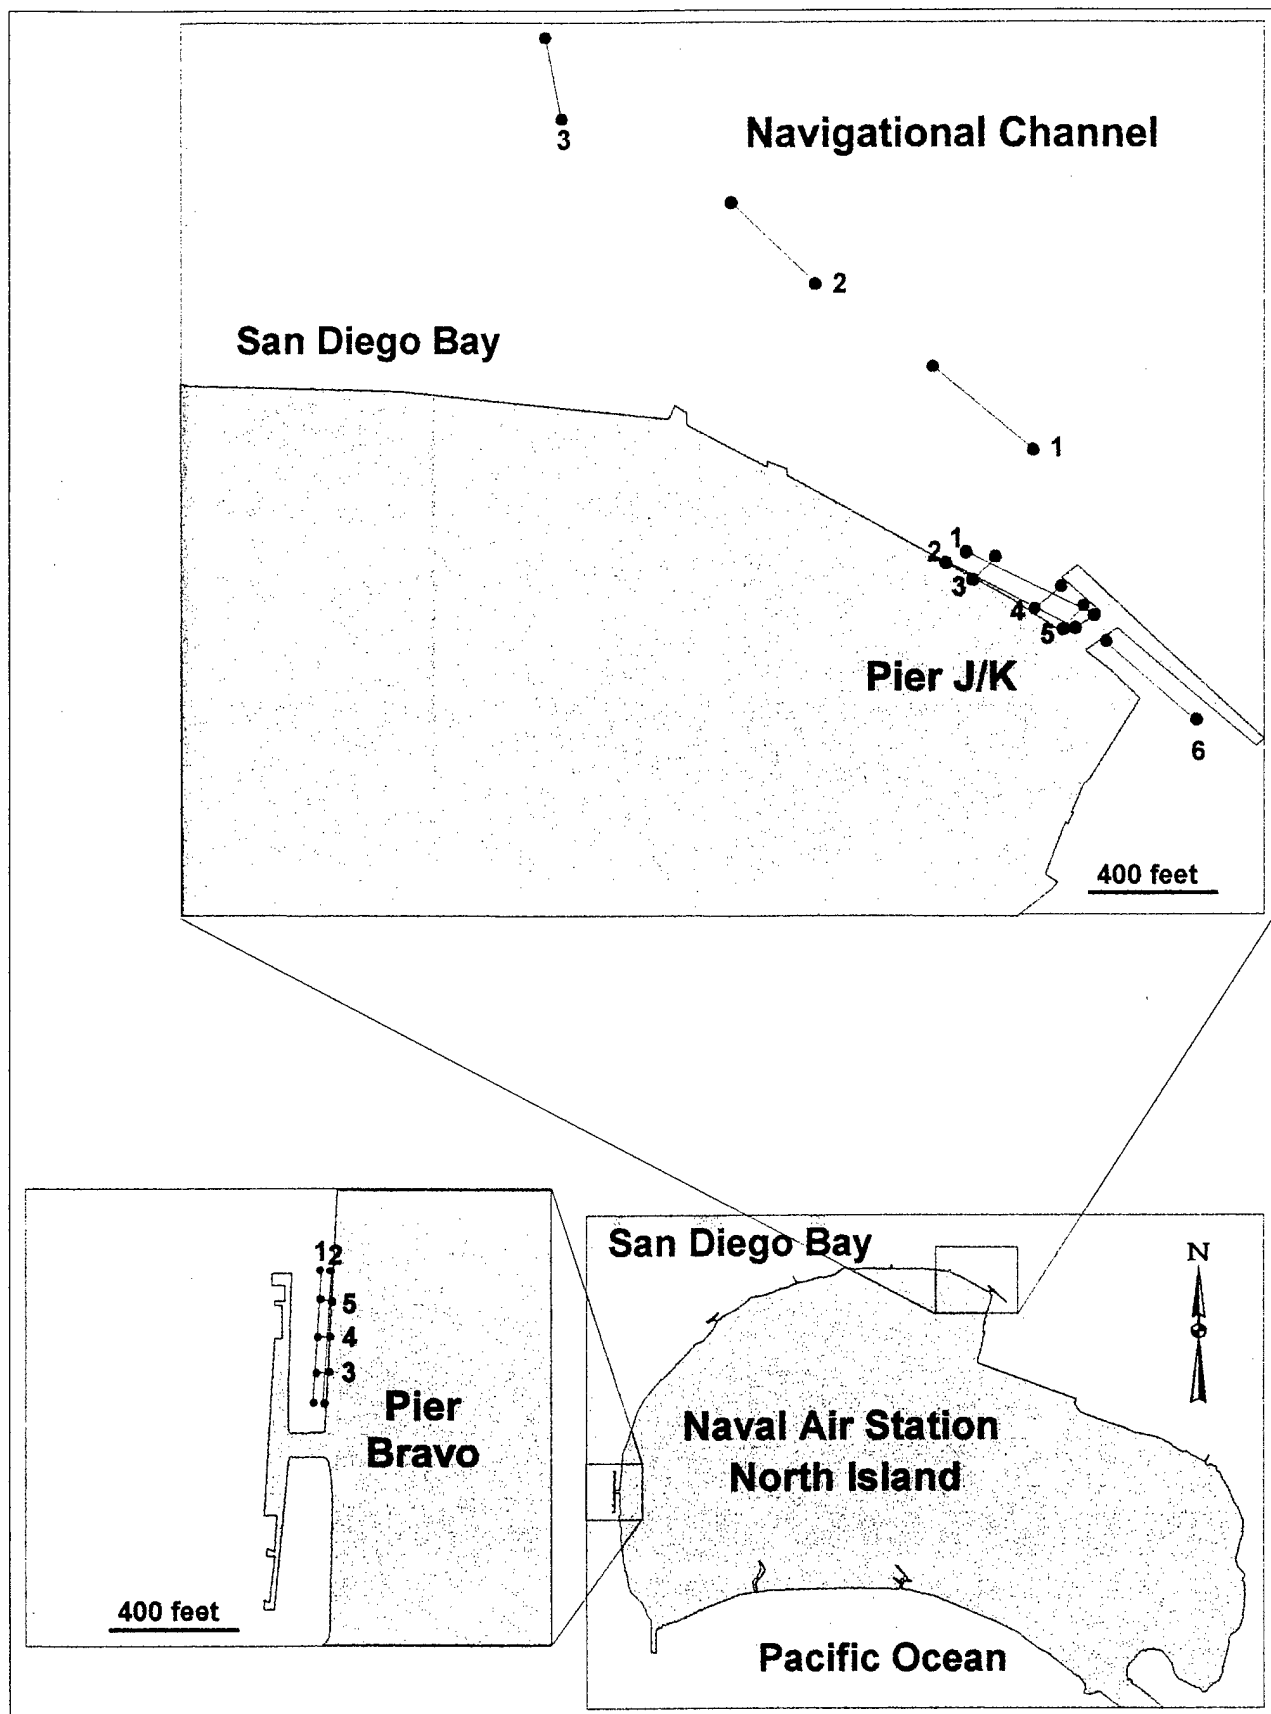 3
Navigational Channel
2
San Diego Bay
1
1
2
3
4
5
Pier J/K
6
400 feet
12
5
4
3
Pier
Bravo
400 feet
San Diego Bay
N
Naval Air Station
North Island
Pacific Ocean